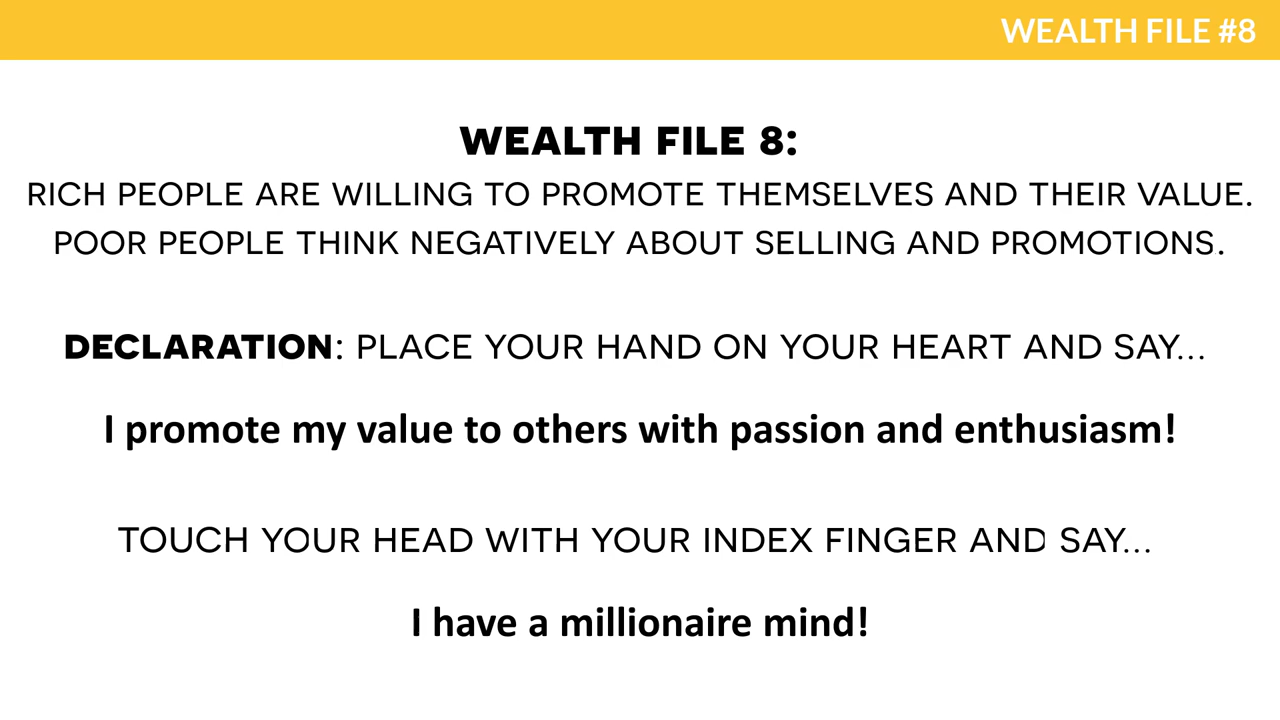 WEALTH FILE #8
WEALTH FILE 8:
RICH PEOPLE ARE WILLING TO PROMOTE THEMSELVES AND THEIR VALUE.
POOR PEOPLE THINK NEGATIVELY ABOUT SELLING AND PROMOTIONS.
DECLARATION: PLACE YOUR HAND ON YOUR HEART AND SAY...
I promote my value to others with passion and enthusiasm!
TOUCH YOUR HEAD WITH YOUR INDEX FINGER AND SAY...
I have a millionaire mind!